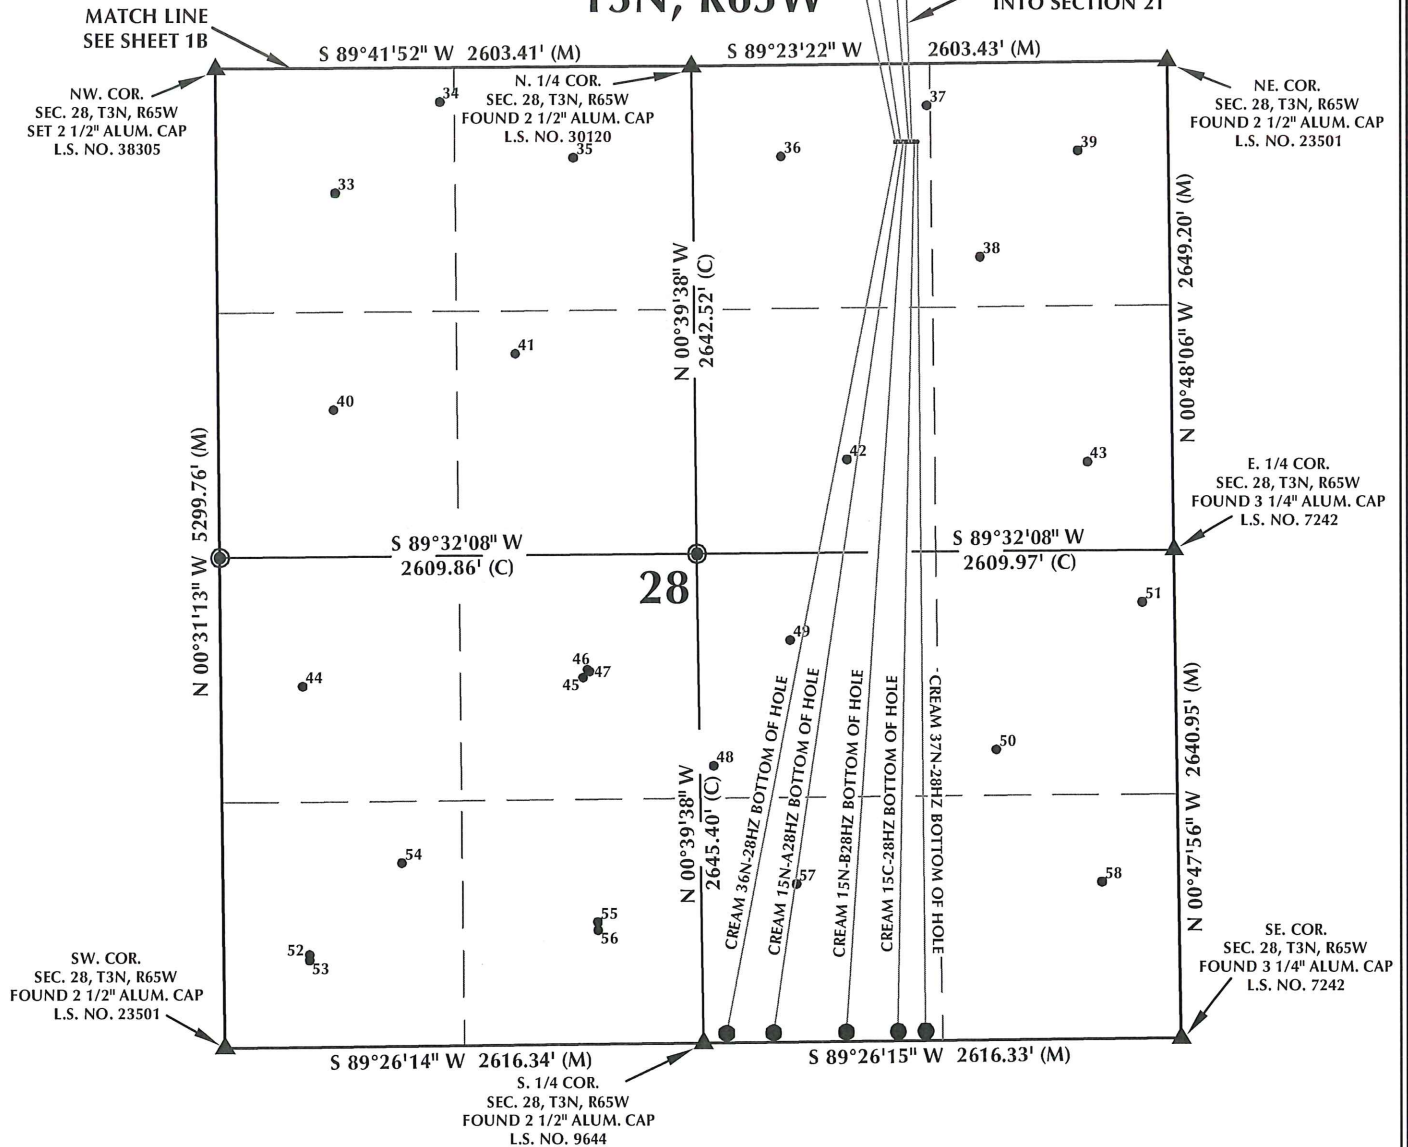 T3N, R65W
INTO SECTION 21
MATCH LINE
SEE SHEET 1B
S 89°41'52" W 2603.41' (M)
S 89°23'22" W 2603.43' (M)
NW. COR.
SEC. 28, T3N, R65W
SET 2 1/2" ALUM. CAP
L.S. NO. 38305
N. 1/4 COR.
SEC. 28, T3N, R65W
FOUND 2 1/2" ALUM. CAP
L.S. NO. 30120
NE. COR.
SEC. 28, T3N, R65W
FOUND 2 1/2" ALUM. CAP
L.S. NO. 23501
34
37
35
36
39
33
38
N 00°39'38" W
2642.52' (C)
N 00°48'06" W 2649.20' (M)
41
40
42
43
N 00°31'13" W 5299.76' (M)
E. 1/4 COR.
SEC. 28, T3N, R65W
FOUND 3 1/4" ALUM. CAP
L.S. NO. 7242
S 89°32'08" W
2609.86' (C)
S 89°32'08" W
2609.97' (C)
28
51
49
46
47
45
44
50
48
CREAM 36N-28HZ BOTTOM OF HOLE
CREAM 15N-A28HZ BOTTOM OF HOLE
CREAM 15N-B28HZ BOTTOM OF HOLE
CREAM 15C-28HZ BOTTOM OF HOLE
CREAM 37N-28HZ BOTTOM OF HOLE
N 00°39'38" W
2645.40' (C)
N 00°47'56" W 2640.95' (M)
54
57
58
55
56
52
53
SW. COR.
SEC. 28, T3N, R65W
FOUND 2 1/2" ALUM. CAP
L.S. NO. 23501
SE. COR.
SEC. 28, T3N, R65W
FOUND 3 1/4" ALUM. CAP
L.S. NO. 7242
S 89°26'14" W 2616.34' (M)
S 89°26'15" W 2616.33' (M)
S. 1/4 COR.
SEC. 28, T3N, R65W
FOUND 2 1/2" ALUM. CAP
L.S. NO. 9644